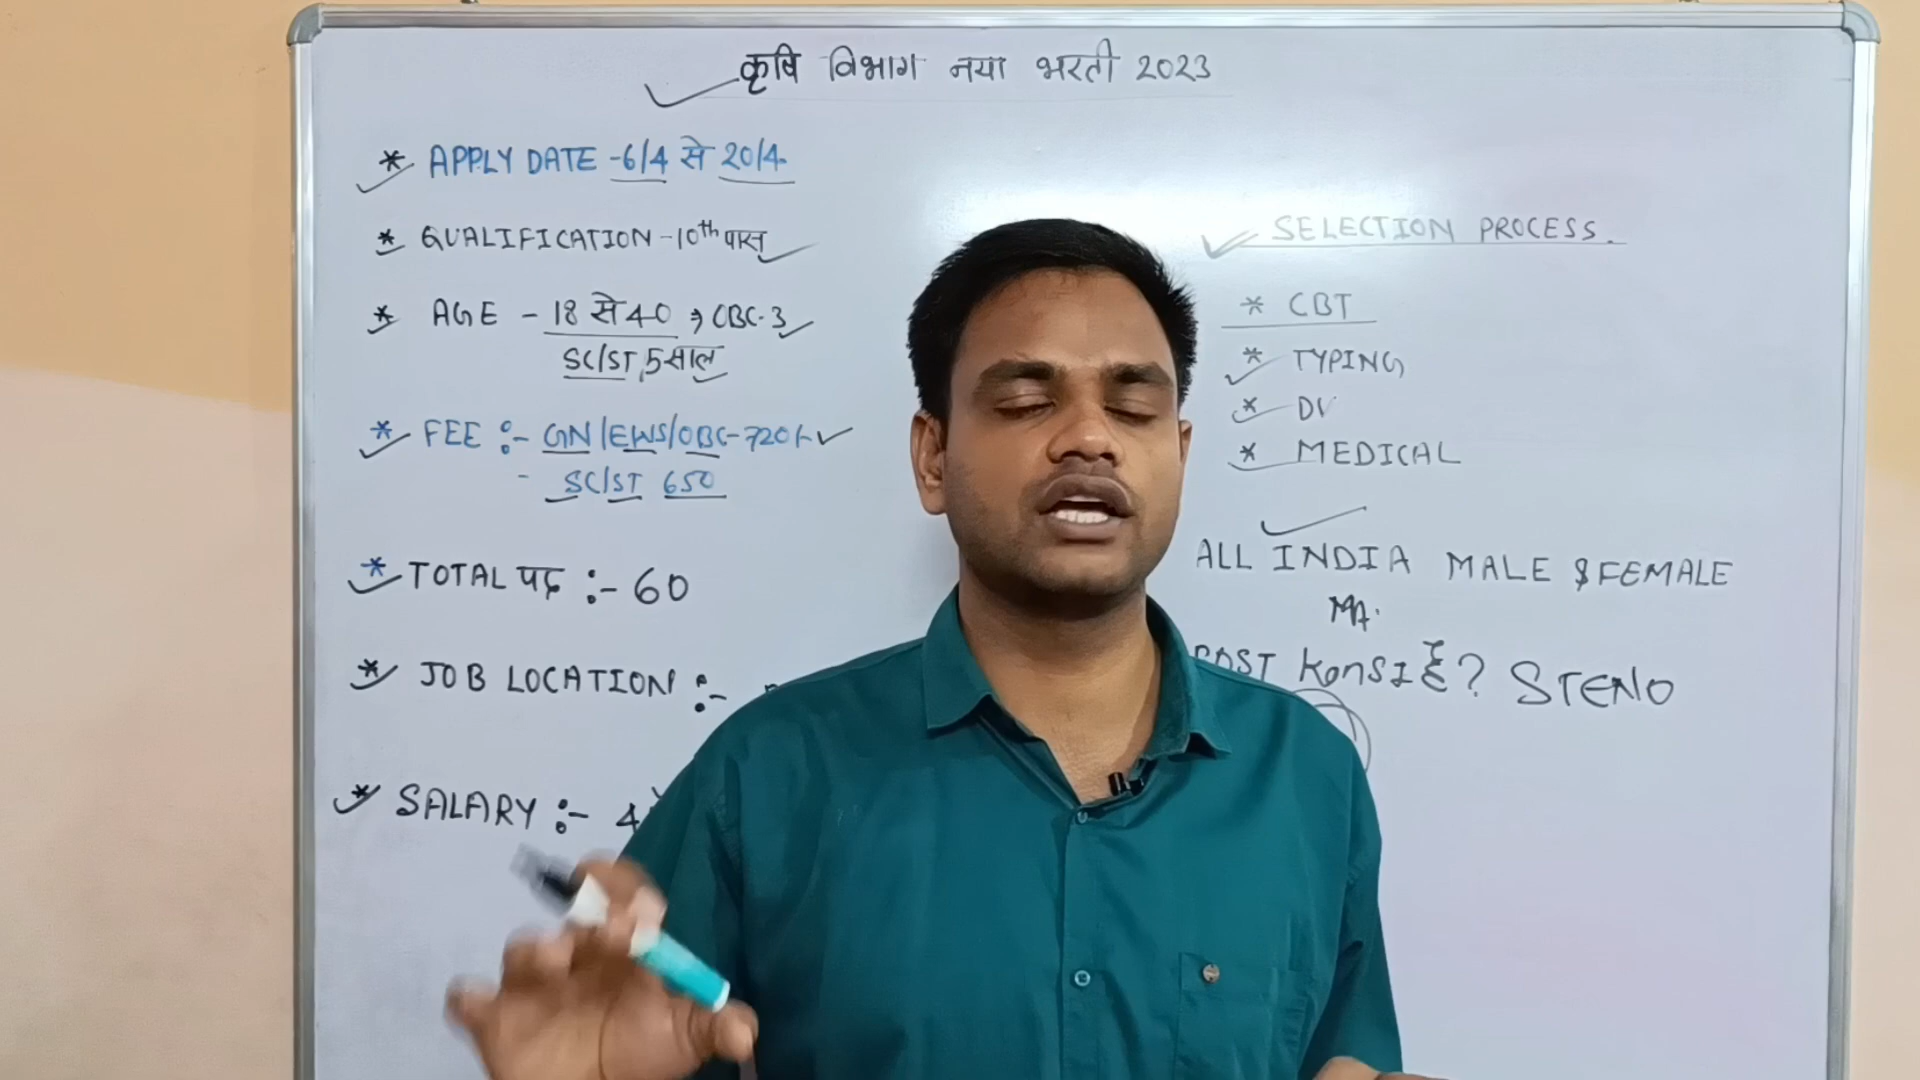 कृषि विभाग नया भरती 2023
* APPLY DATE -6/4 से 20/4.
* QUALIFICATION -10th पास
* AGE - 18 से 40 → OBC-3
SC/ST, 5 साल
* FEE :- GN/EWS/OBC-720/-
- SC/ST 650
* TOTAL पद :- 60
* JOB LOCATION :-
* SALARY :- 4
SELECTION PROCESS.
* CBT
* TYPING
* DV
* MEDICAL
ALL INDIA MALE & FEMALE
POST KonsI है? STENO